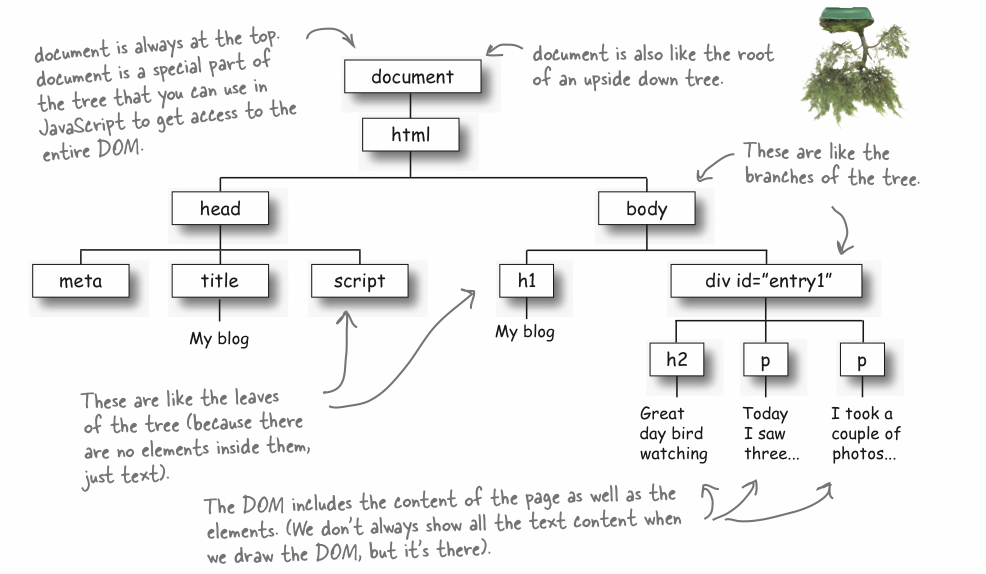 document is always at the top.
document is a special part of
the tree that you can use in
JavaScript to get access to the
entire DOM.
document
document is also like the root
of an upside down tree.
html
These are like the
branches of the tree.
head
body
meta
title
script
h1
div id="entry1"
My blog
My blog
h2
p
p
These are like the leaves
of the tree (because there
are no elements inside them,
just text).
Great
day bird
watching
Today
I saw
three...
I took a
couple of
photos...
The DOM includes the content of the page as well as the
elements. (We don't always show all the text content when
we draw the DOM, but it's there).